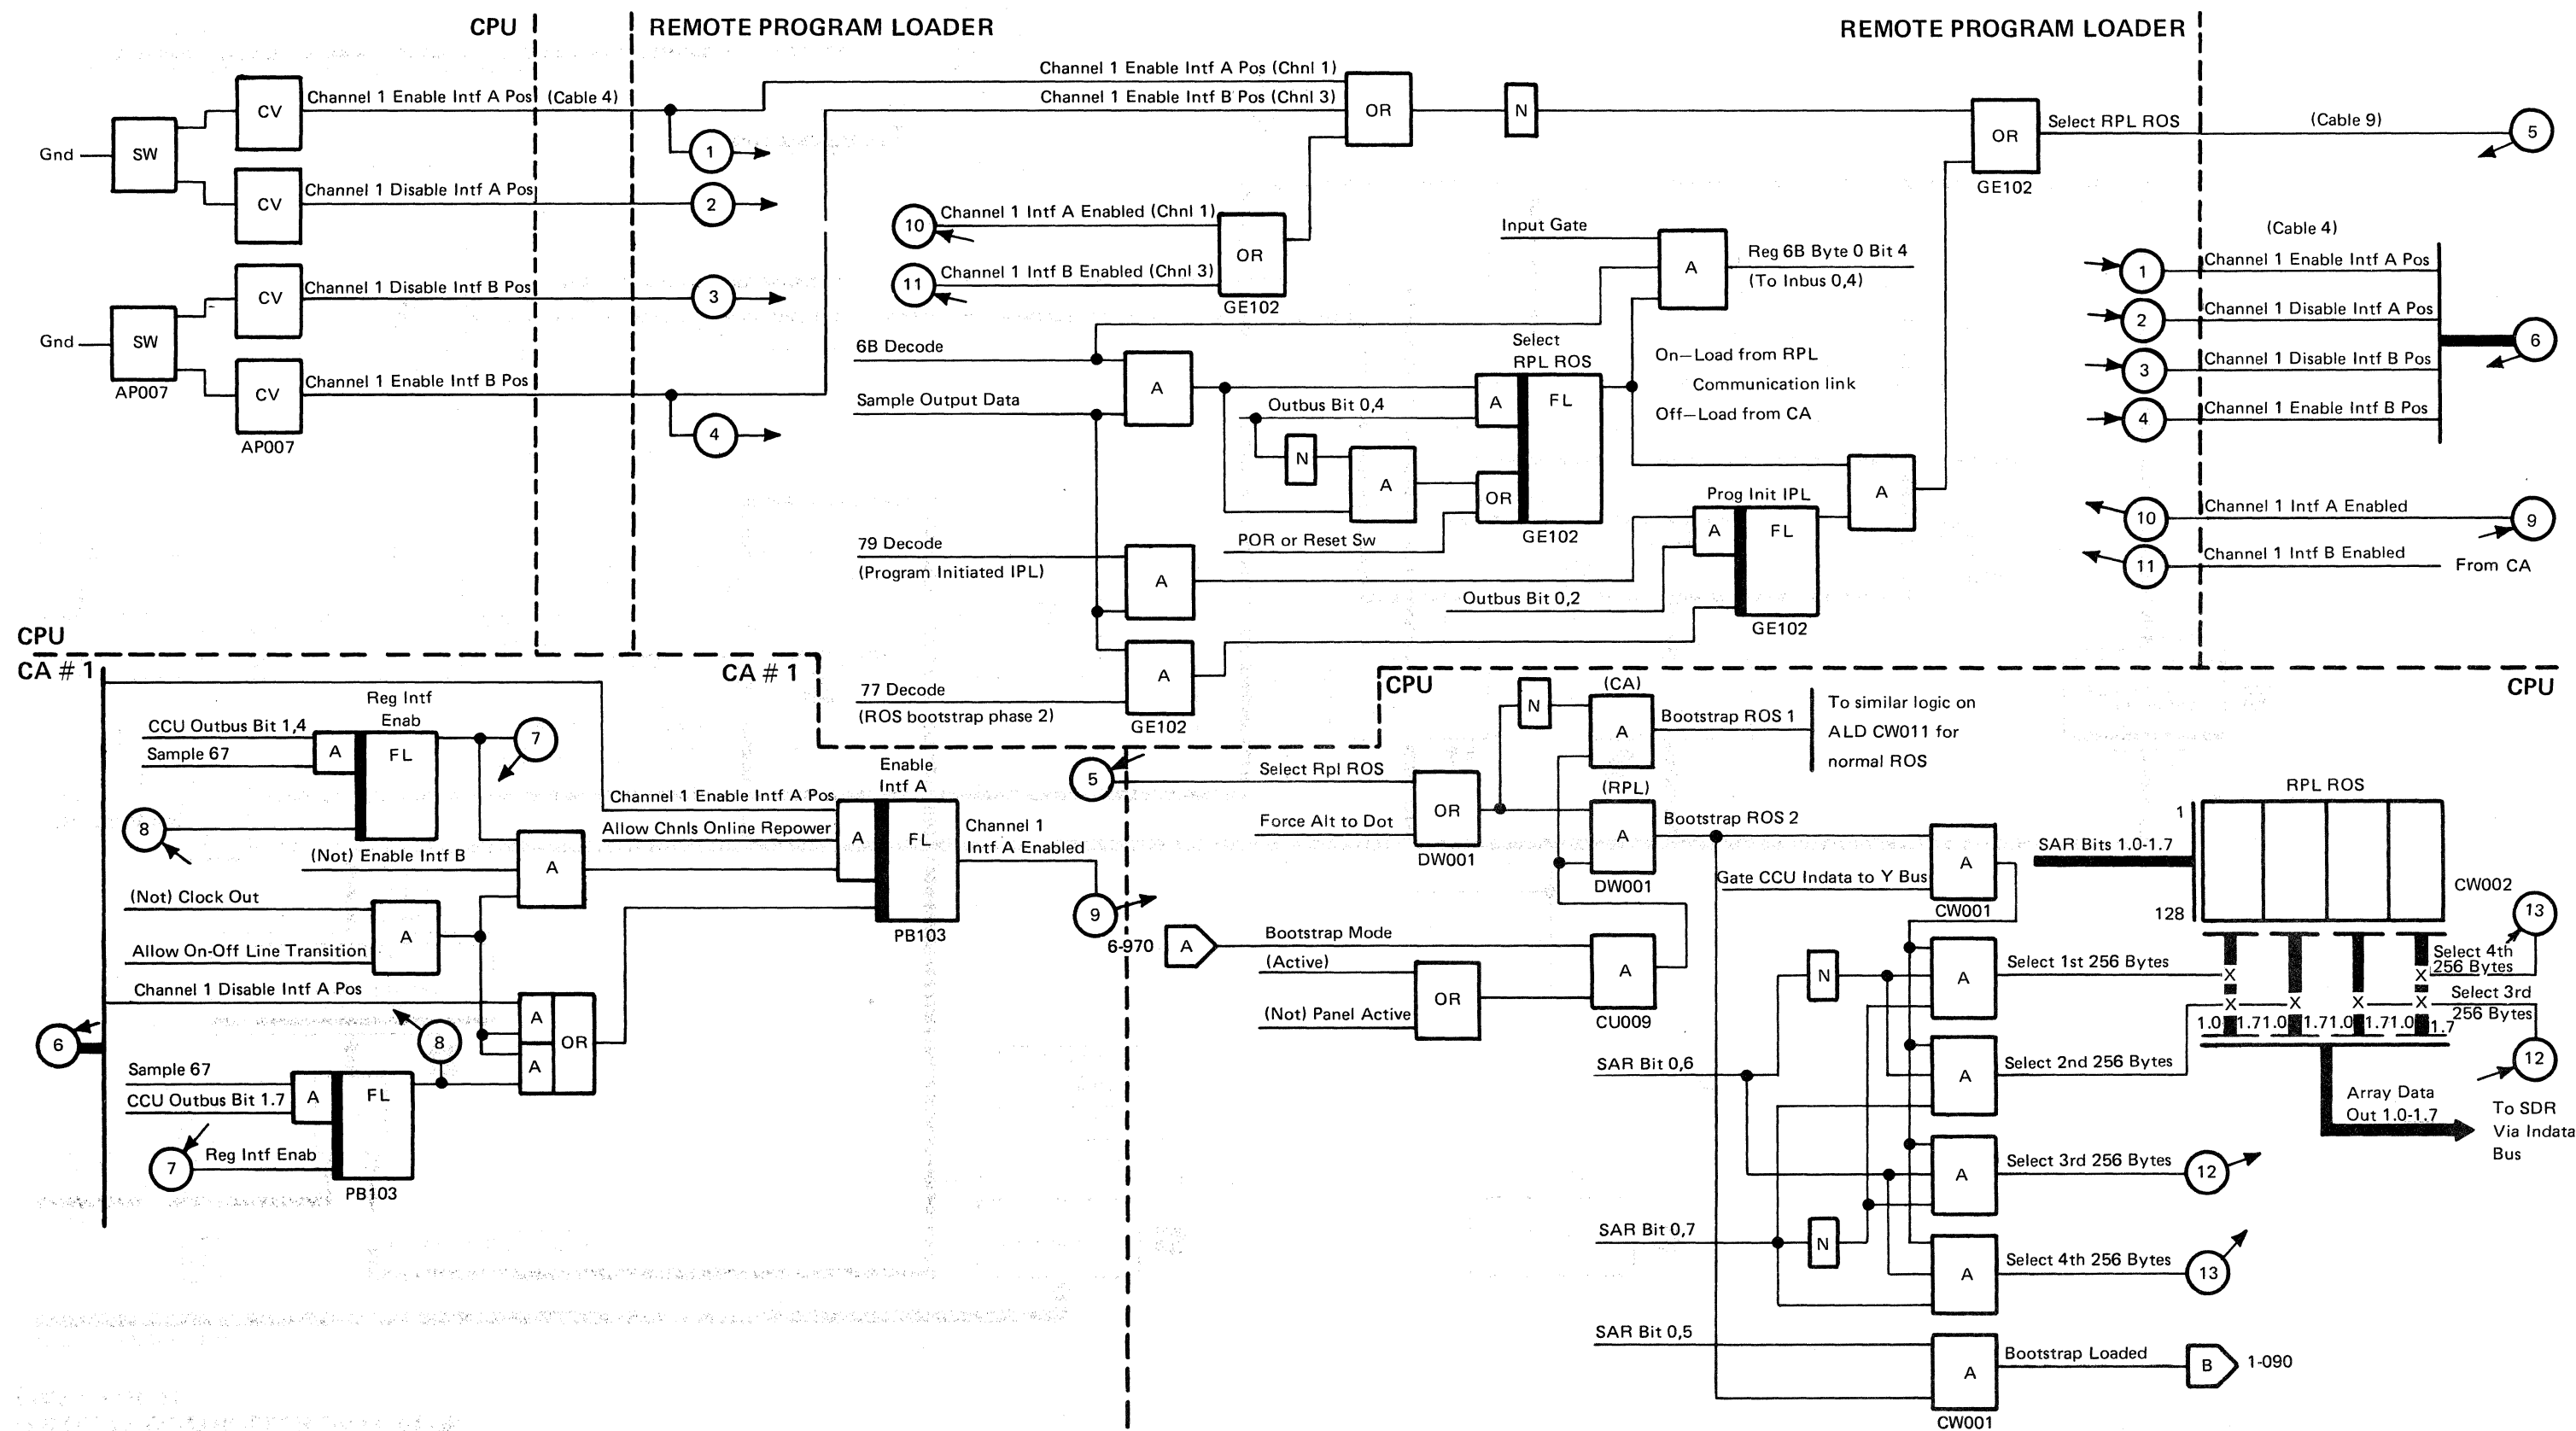 CPU
REMOTE PROGRAM LOADER
REMOTE PROGRAM LOADER
Gnd
SW
CV
Channel 1 Enable Intf A Pos
(Cable 4)
1
CV
Channel 1 Disable Intf A Pos
2
Gnd
SW
AP007
CV
Channel 1 Disable Intf B Pos
3
CV
AP007
Channel 1 Enable Intf B Pos
4
Channel 1 Enable Intf A Pos (Chnl 1)
Channel 1 Enable Intf B Pos (Chnl 3)
OR
N
OR
GE102
Select RPL ROS
(Cable 9)
5
10
Channel 1 Intf A Enabled (Chnl 1)
11
Channel 1 Intf B Enabled (Chnl 3)
OR
GE102
Input Gate
A
Reg 6B Byte 0 Bit 4
(To Inbus 0,4)
6B Decode
Sample Output Data
A
Outbus Bit 0,4
N
A
POR or Reset Sw
Select
RPL ROS
A
OR
FL
GE102
On—Load from RPL
Communication link
Off—Load from CA
A
79 Decode
(Program Initiated IPL)
A
Outbus Bit 0,2
Prog Init IPL
A
FL
GE102
77 Decode
(ROS bootstrap phase 2)
A
GE102
(Cable 4)
1
Channel 1 Enable Intf A Pos
2
Channel 1 Disable Intf A Pos
3
Channel 1 Disable Intf B Pos
4
Channel 1 Enable Intf B Pos
6
10
Channel 1 Intf A Enabled
9
11
Channel 1 Intf B Enabled
From CA
CPU
CA # 1
CA # 1
CCU Outbus Bit 1,4
Sample 67
A
Reg Intf
Enab
FL
7
8
(Not) Enable Intf B
A
(Not) Clock Out
Allow On-Off Line Transition
A
Channel 1 Disable Intf A Pos
6
A
A
OR
8
Sample 67
CCU Outbus Bit 1.7
A
FL
7
Reg Intf Enab
PB103
Channel 1 Enable Intf A Pos
Allow Chnls Online Repower
Enable
Intf A
A
FL
PB103
Channel 1
Intf A Enabled
9
CPU
CPU
5
Select Rpl ROS
Force Alt to Dot
OR
DW001
N
(CA)
A
Bootstrap ROS 1
To similar logic on
ALD CW011 for
normal ROS
(RPL)
A
DW001
Bootstrap ROS 2
Gate CCU Indata to Y Bus
A
CW001
6-970
A
Bootstrap Mode
(Active)
(Not) Panel Active
OR
A
CU009
SAR Bit 0,6
N
A
Select 1st 256 Bytes
A
Select 2nd 256 Bytes
A
Select 3rd 256 Bytes
12
SAR Bit 0,7
N
A
Select 4th 256 Bytes
13
SAR Bit 0,5
A
CW001
Bootstrap Loaded
B
1-090
RPL ROS
1
SAR Bits 1.0-1.7
128
CW002
13
Select 4th
256 Bytes
X
X
Select 3rd
256 Bytes
X
X
X
X
1.0
1.7
1.0
1.7
1.0
1.7
1.0
1.7
12
Array Data
Out 1.0-1.7
To SDR
Via Indata
Bus